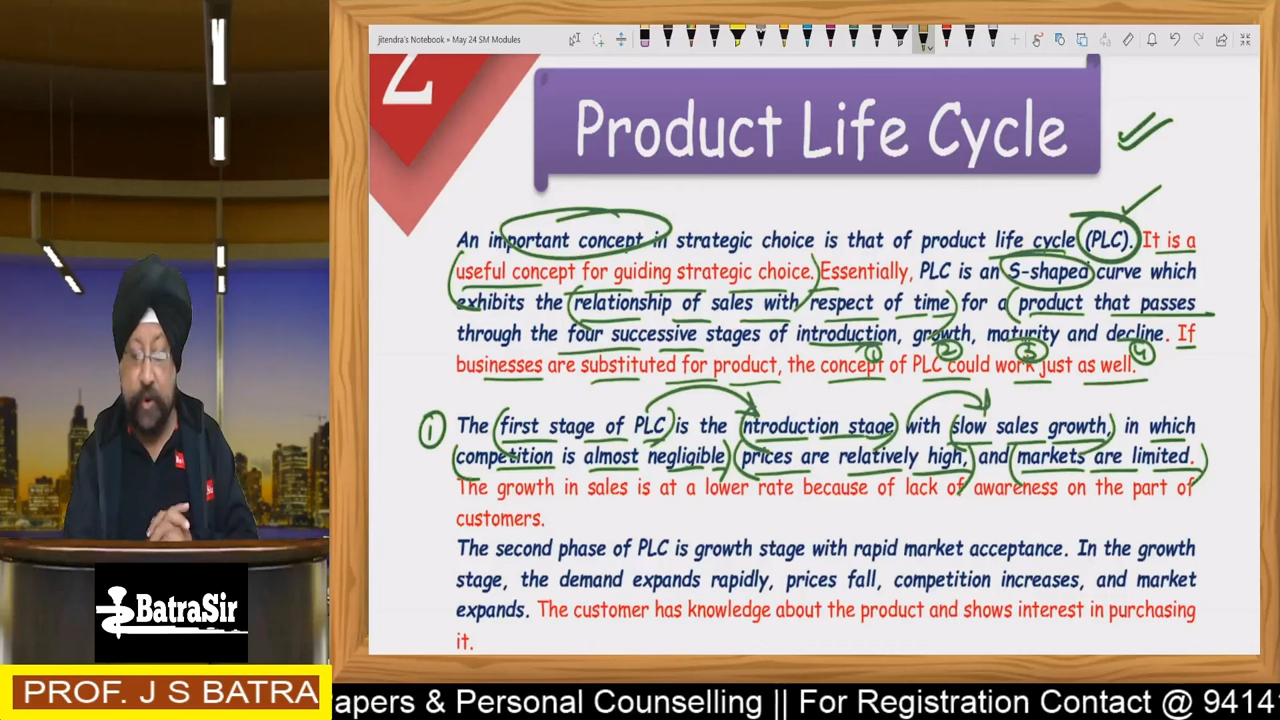 jitendra's Notebook » May 24 SM Modules
2
Product Life Cycle
An important concept in strategic choice is that of product life cycle (PLC). It is a
useful concept for guiding strategic choice. Essentially, PLC is an S-shaped curve which
exhibits the relationship of sales with respect of time for a product that passes
through the four successive stages of introduction, growth, maturity and decline. If
1 2 3 4
businesses are substituted for product, the concept of PLC could work just as well.
1 The first stage of PLC is the introduction stage with slow sales growth, in which
competition is almost negligible, prices are relatively high, and markets are limited.
The growth in sales is at a lower rate because of lack of awareness on the part of
customers.
The second phase of PLC is growth stage with rapid market acceptance. In the growth
stage, the demand expands rapidly, prices fall, competition increases, and market
expands. The customer has knowledge about the product and shows interest in purchasing
it.
BatraSir
PROF. J S BATRA
apers & Personal Counselling || For Registration Contact @ 9414